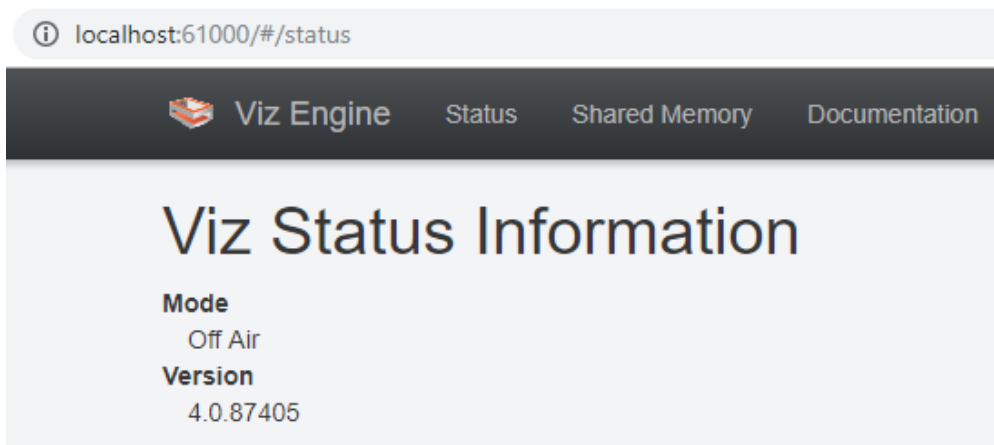 localhost:61000/#/status
Viz Engine Status Shared Memory Documentation
Viz Status Information
Mode
Off Air
Version
4.0.87405